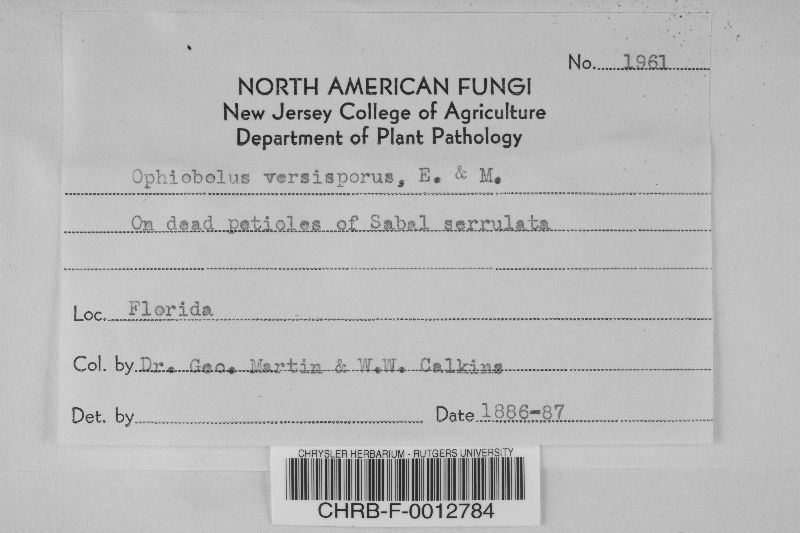 No. 1961
NORTH AMERICAN FUNGI
New Jersey College of Agriculture
Department of Plant Pathology
Ophiobolus versisporus, E. & M.
On dead petioles of Sabal serrulata
Loc. Florida
Col. by Dr. Geo. Martin & W.W. Calkins
Det. by Date 1886-87
CHRYSLER HERBARIUM - RUTGERS UNIVERSITY
CHRB-F-0012784